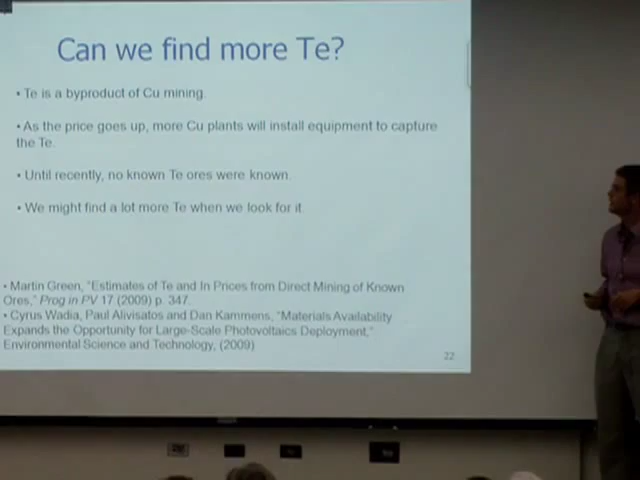 Can we find more Te?
• Te is a byproduct of Cu mining.
• As the price goes up, more Cu plants will install equipment to capture
the Te.
• Until recently, no known Te ores were known.
• We might find a lot more Te when we look for it.
• Martin Green, "Estimates of Te and In Prices from Direct Mining of Known
Ores," Prog in PV 17 (2009) p. 347.
• Cyrus Wadia, Paul Alivisatos and Dan Kammens, "Materials Availability
Expands the Opportunity for Large-Scale Photovoltaics Deployment,"
Environmental Science and Technology, (2009)
22